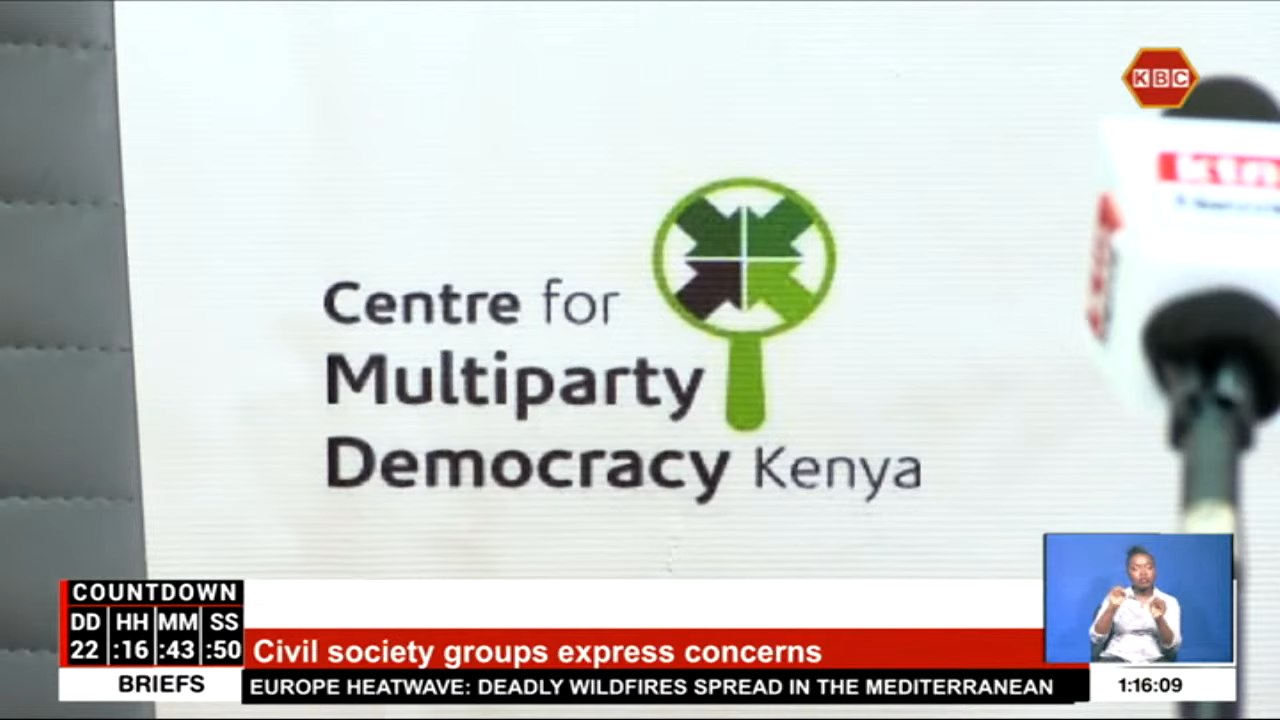 KBC
ktn
Centre for
Multiparty
Democracy Kenya
COUNTDOWN
DD HH MM SS
22 :16 :43 :50
Civil society groups express concerns
BRIEFS
EUROPE HEATWAVE: DEADLY WILDFIRES SPREAD IN THE MEDITERRANEAN
1:16:09